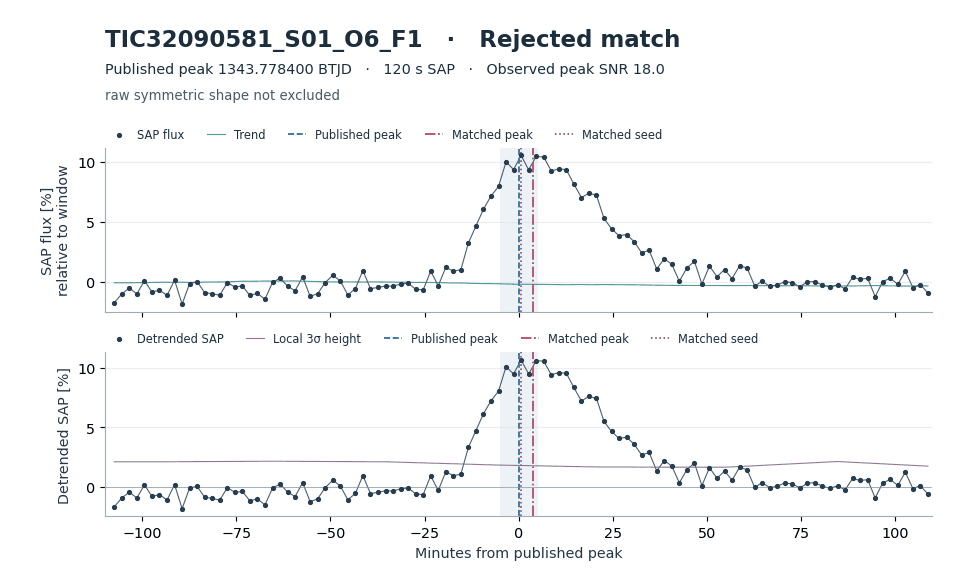 TIC32090581_S01_O6_F1 · Rejected match
Published peak 1343.778400 BTJD · 120 s SAP · Observed peak SNR 18.0
raw symmetric shape not excluded
SAP flux Trend Published peak Matched peak Matched seed
SAP flux [%]
relative to window
10
5
0
Detrended SAP Local 3σ height Published peak Matched peak Matched seed
Detrended SAP [%]
10
5
0
−100 −75 −50 −25 0 25 50 75 100
Minutes from published peak